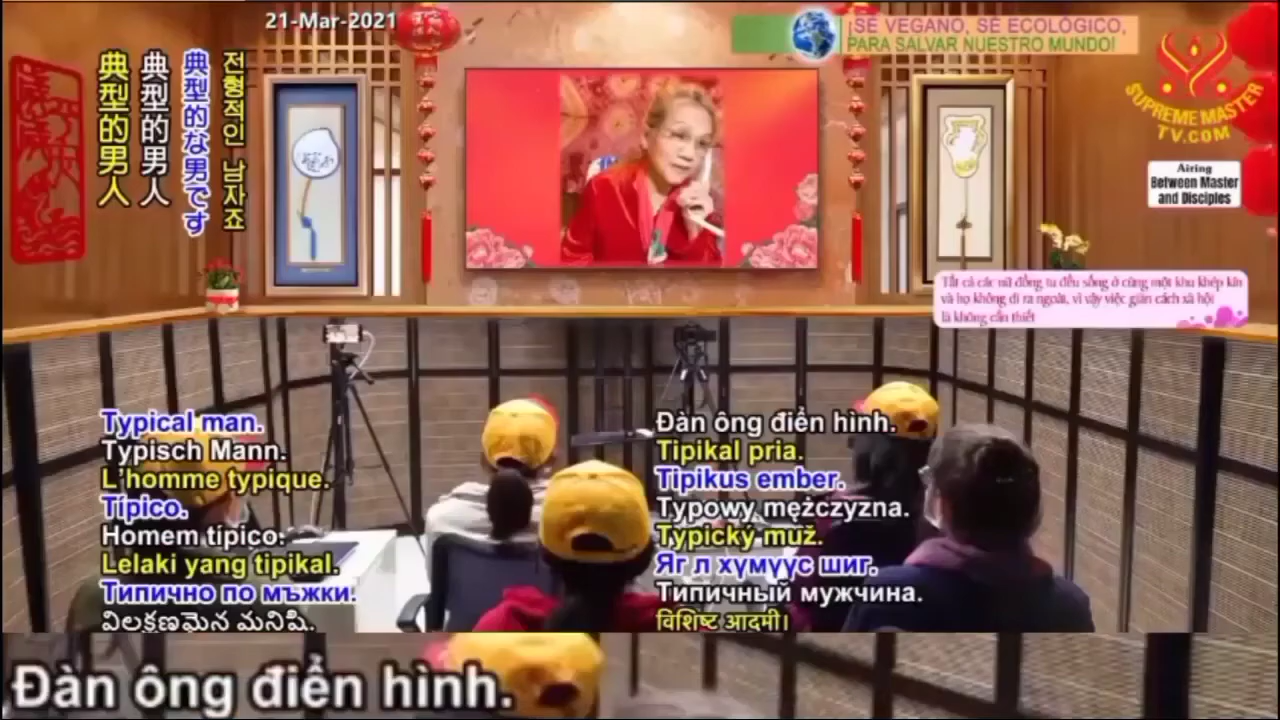 21-Mar-2021
¡SÉ VEGANO, SÉ ECOLÓGICO,
PARA SALVAR NUESTRO MUNDO!
SUPREME MASTER
TV.COM
Airing
Between Master
and Disciples
典型的男人
典型的男人
典型的な男です
전형적인 남자죠
Tất cả các nữ đồng tu đều sống ở cùng một khu khép kín
và họ không đi ra ngoài, vì vậy việc giãn cách xã hội
là không cần thiết
Typical man.
Typisch Mann.
L'homme typique.
Típico.
Homem típico.
Lelaki yang tipikal.
Типично по мъжки.
విలక్షణమైన మనిషి.
Đàn ông điển hình.
Tipikal pria.
Tipikus ember.
Typowy mężczyzna.
Typický muž.
Яг л хүмүүс шиг.
Типичный мужчина.
विशिष्ट आदमी।
Đàn ông điển hình.